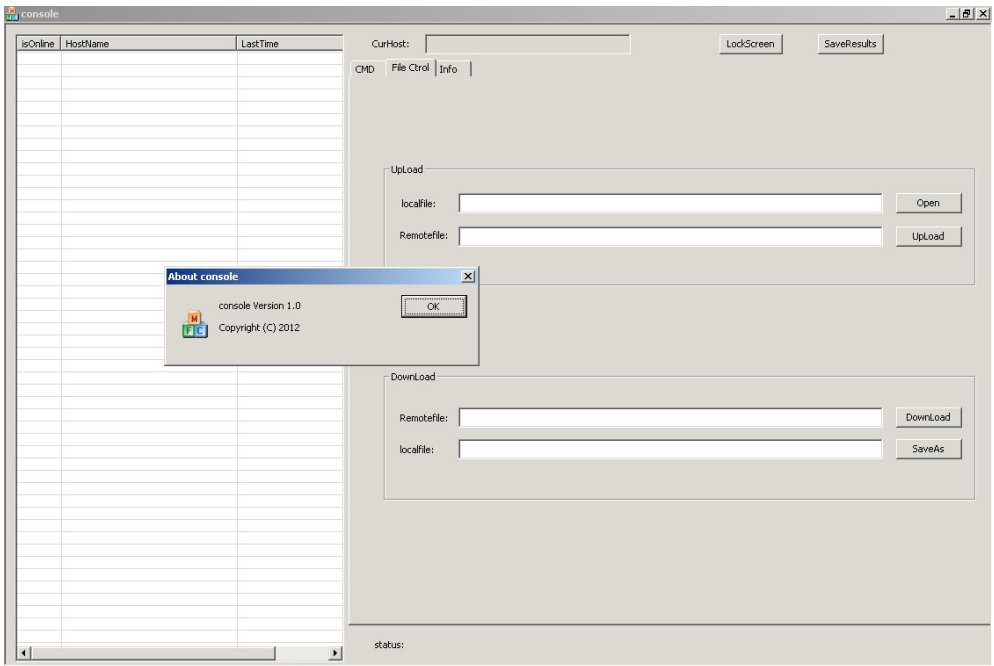 console
isOnline HostName LastTime
CurHost: LockScreen SaveResults
CMD File Ctrol Info
UpLoad
localfile: Open
Remotefile: UpLoad
About console
console Version 1.0 OK
M
F C Copyright (C) 2012
DownLoad
Remotefile: DownLoad
localfile: SaveAs
status: